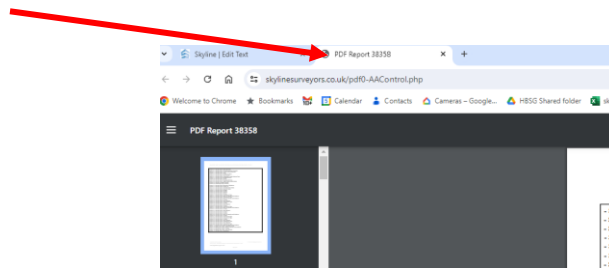 Skyline | Edit Text
PDF Report 38358
skylinesurveyors.co.uk/pdf0-AAControl.php
Welcome to Chrome Bookmarks Calendar Contacts Cameras – Google... HBSG Shared folder
PDF Report 38358
1